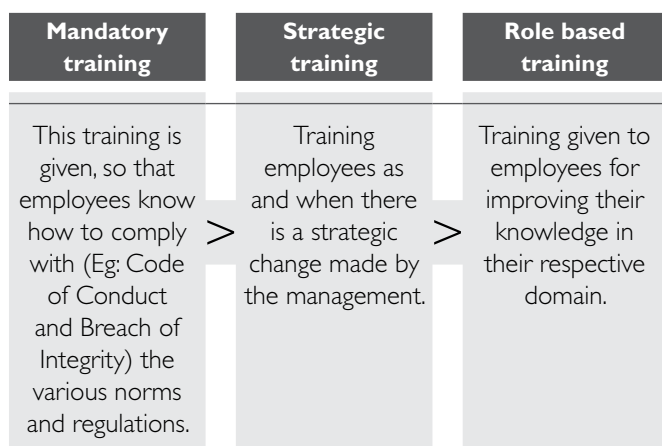 Mandatory
training
This training is
given, so that
employees know
how to comply
with (Eg: Code
of Conduct
and Breach of
Integrity) the
various norms
and regulations.
>
Strategic
training
Training
employees as
and when there
is a strategic
change made by
the management.
>
Role based
training
Training given to
employees for
improving their
knowledge in
their respective
domain.